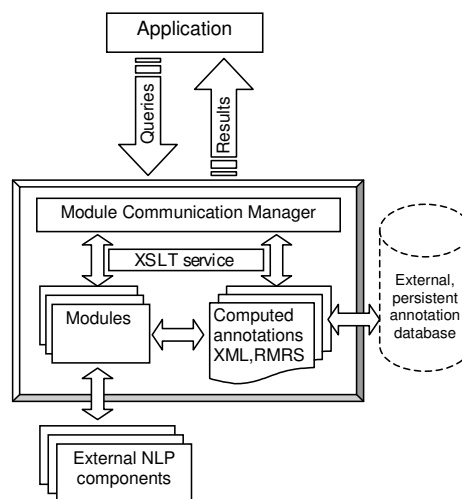 Application
Queries
Results
Module Communication Manager
XSLT service
Modules
Computed
annotations
XML,RMRS
External,
persistent
annotation
database
External NLP
components